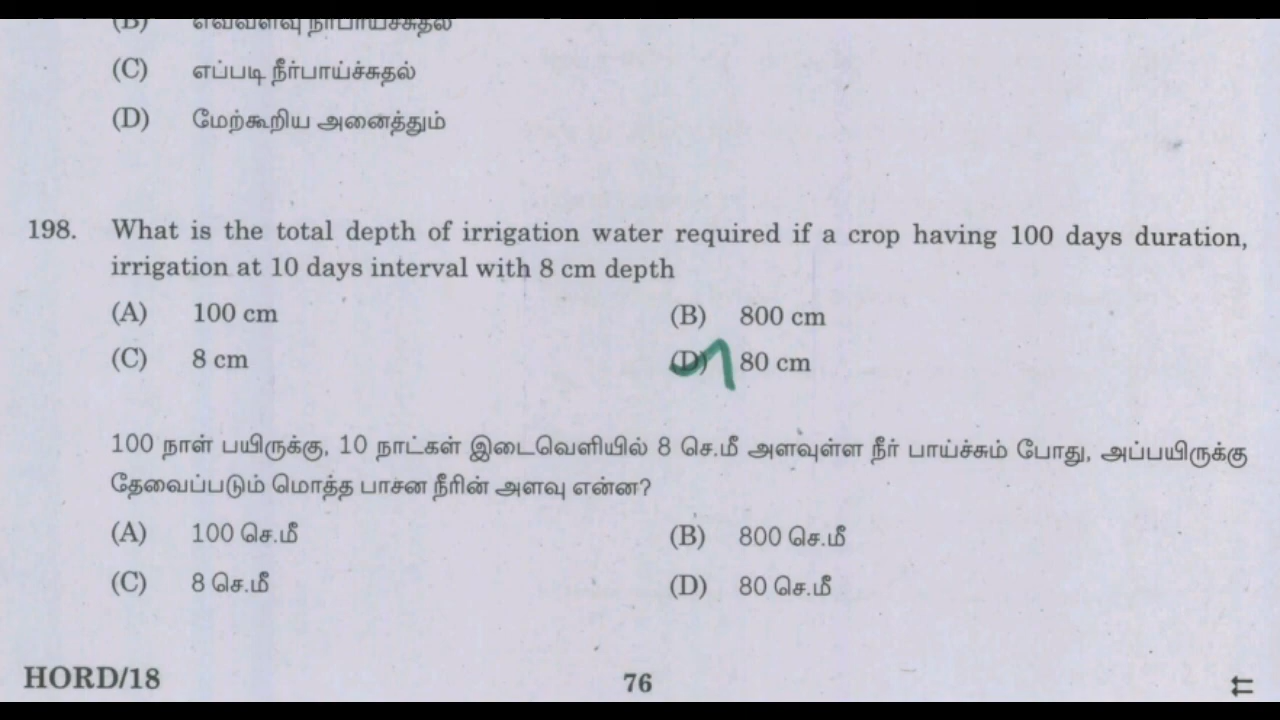 (B) எவ்வளவு நீர்பாய்ச்சுதல்
(C) எப்படி நீர்பாய்ச்சுதல்
(D) மேற்கூறிய அனைத்தும்
198. What is the total depth of irrigation water required if a crop having 100 days duration,
irrigation at 10 days interval with 8 cm depth
(A) 100 cm (B) 800 cm
(C) 8 cm (D) 80 cm
100 நாள் பயிருக்கு, 10 நாட்கள் இடைவெளியில் 8 செ.மீ அளவுள்ள நீர் பாய்ச்சும் போது, அப்பயிருக்கு
தேவைப்படும் மொத்த பாசன நீரின் அளவு என்ன?
(A) 100 செ.மீ (B) 800 செ.மீ
(C) 8 செ.மீ (D) 80 செ.மீ
HORD/18 76